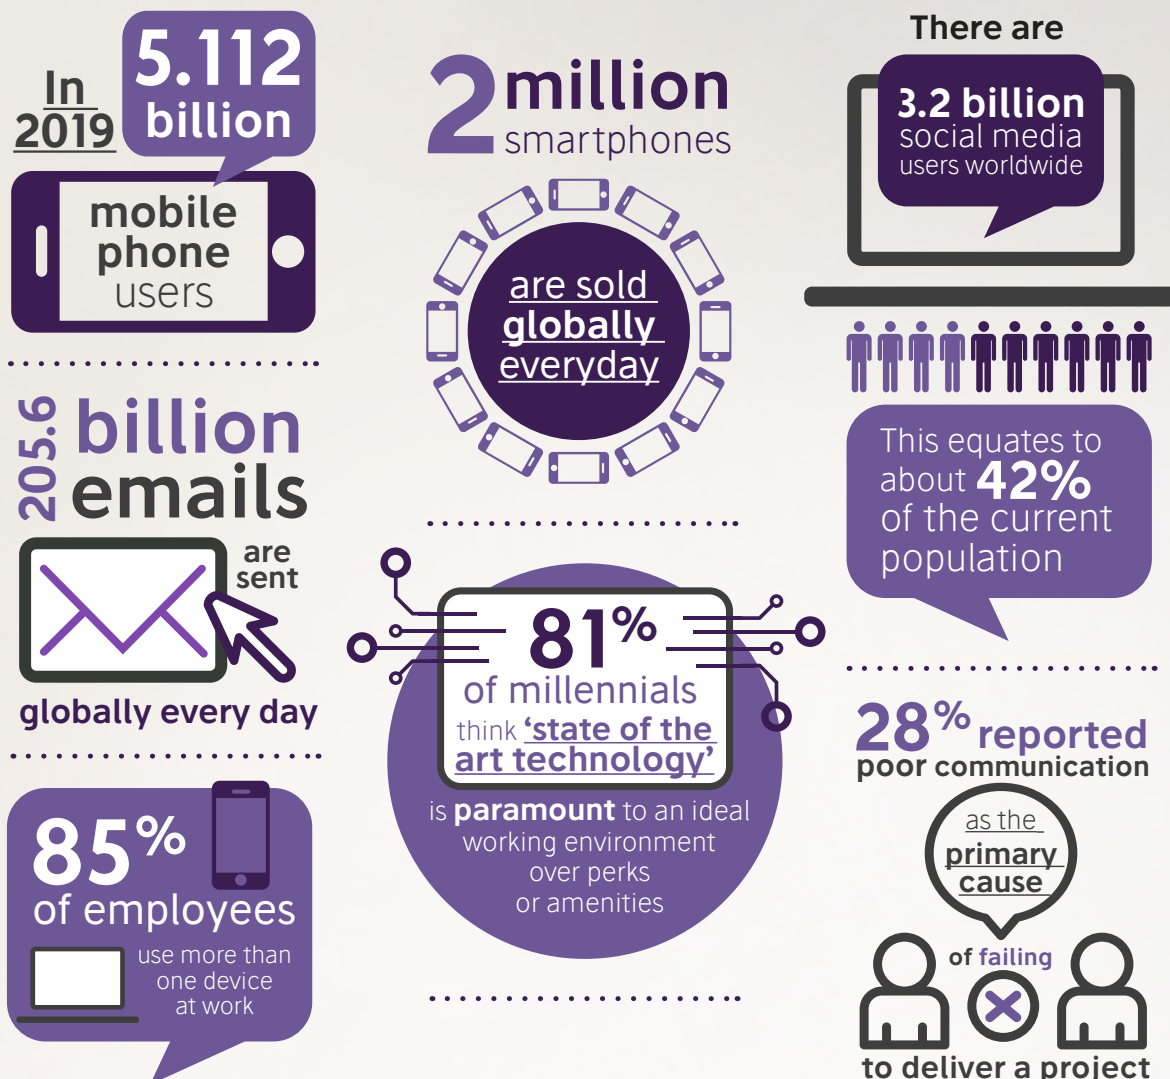 In
2019
5.112
billion
mobile
phone
users
205.6
billion
emails
are
sent
globally every day
85%
of employees
use more than
one device
at work
2 million
smartphones
are sold
globally
everyday
81%
of millennials
think ‘state of the
art technology’
is paramount to an ideal
working environment
over perks
or amenities
There are
3.2 billion
social media
users worldwide
This equates to
about 42%
of the current
population
28% reported
poor communication
as the
primary
cause
of failing
to deliver a project